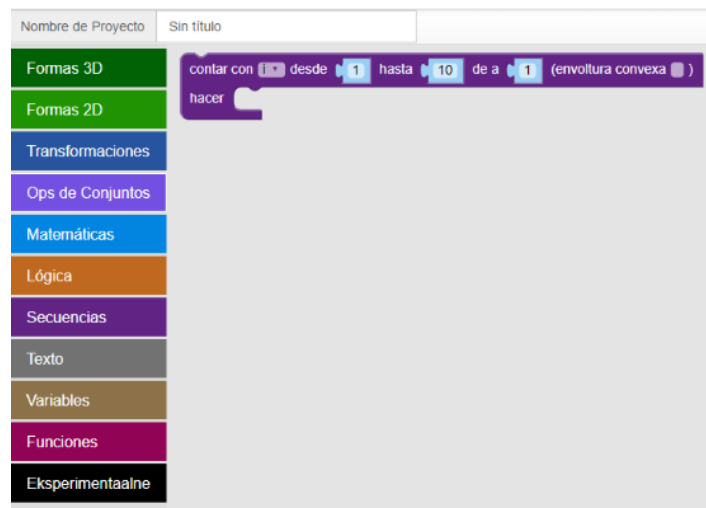 Nombre de Proyecto Sin título
Formas 3D
Formas 2D
Transformaciones
Ops de Conjuntos
Matemáticas
Lógica
Secuencias
Texto
Variables
Funciones
Eksperimentaalne
contar con i desde 1 hasta 10 de a 1 (envoltura convexa )
hacer